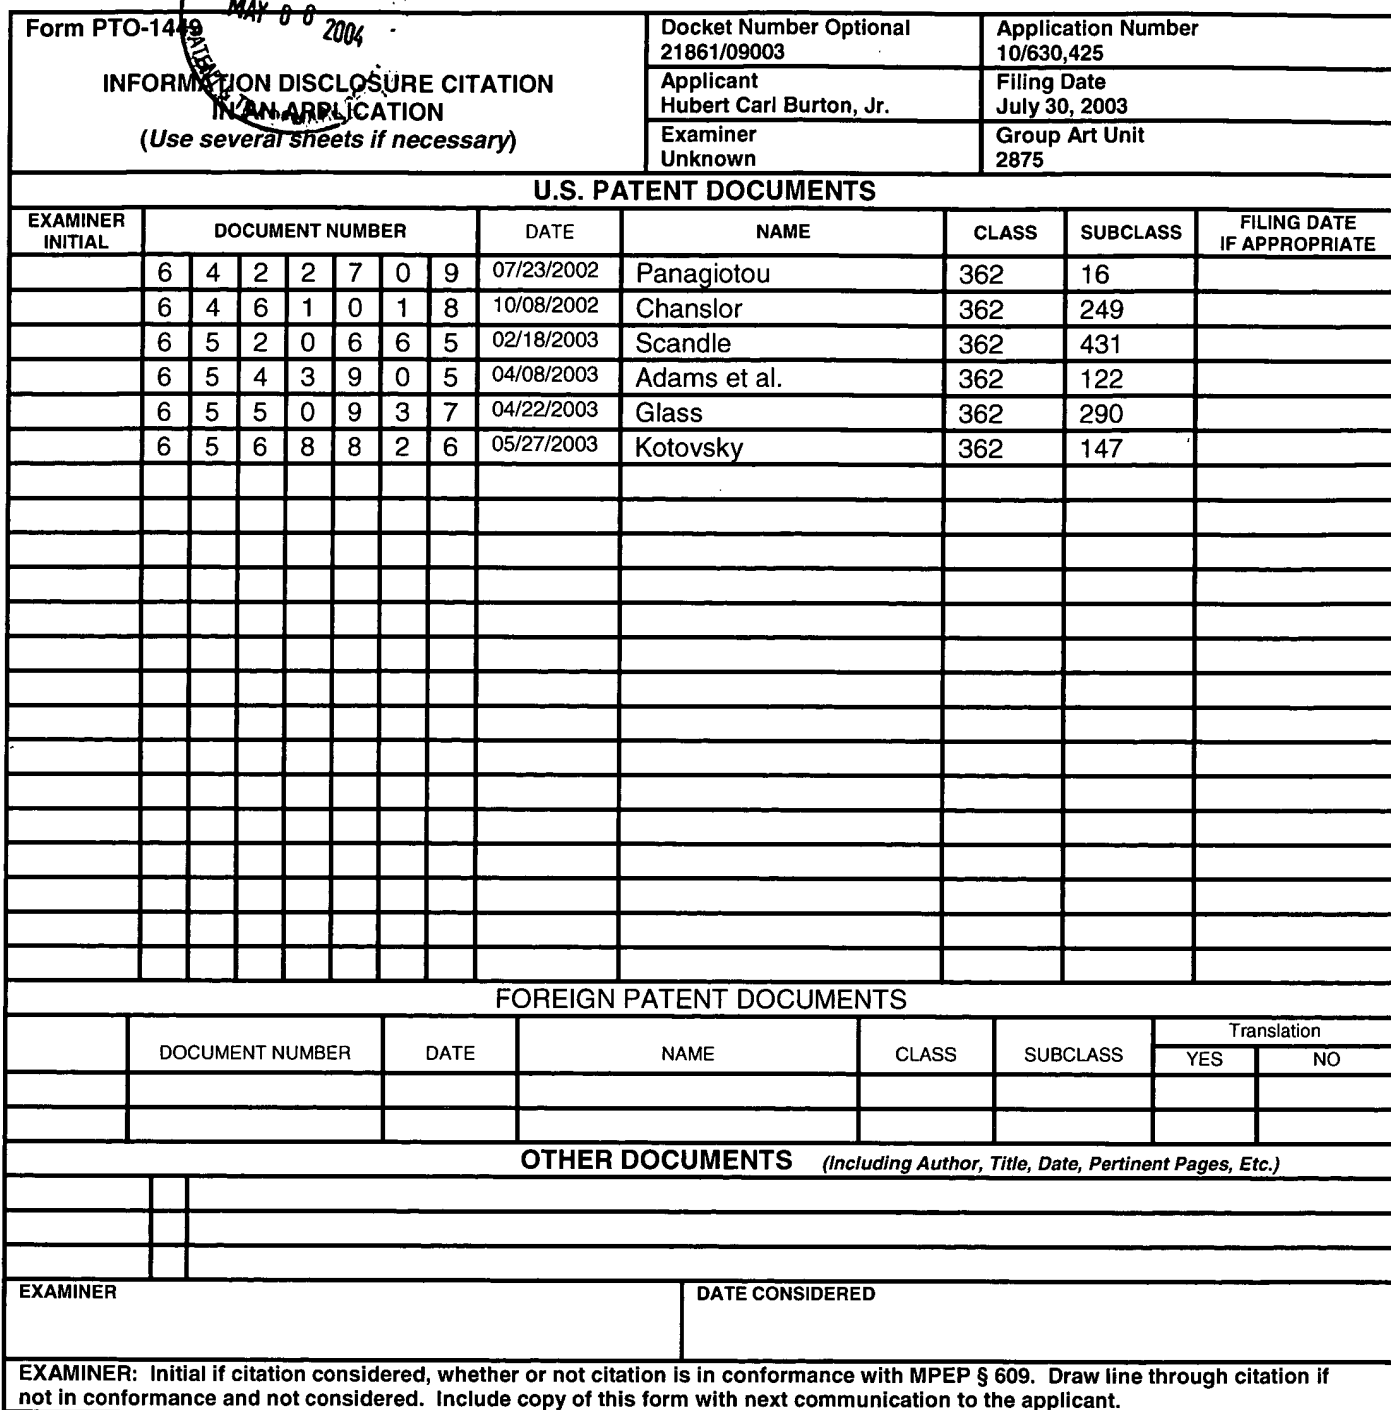 MAY 0 8 2004
Form PTO-1449
INFORMATION DISCLOSURE CITATION
IN AN APPLICATION
(Use several sheets if necessary)
Docket Number Optional
21861/09003
Application Number
10/630,425
Applicant
Hubert Carl Burton, Jr.
Filing Date
July 30, 2003
Examiner
Unknown
Group Art Unit
2875
U.S. PATENT DOCUMENTS
EXAMINER INITIAL DOCUMENT NUMBER DATE NAME CLASS SUBCLASS FILING DATE IF APPROPRIATE
6 4 2 2 7 0 9 07/23/2002 Panagiotou 362 16
6 4 6 1 0 1 8 10/08/2002 Chanslor 362 249
6 5 2 0 6 6 5 02/18/2003 Scandle 362 431
6 5 4 3 9 0 5 04/08/2003 Adams et al. 362 122
6 5 5 0 9 3 7 04/22/2003 Glass 362 290
6 5 6 8 8 2 6 05/27/2003 Kotovsky 362 147
FOREIGN PATENT DOCUMENTS
DOCUMENT NUMBER DATE NAME CLASS SUBCLASS Translation
YES NO
OTHER DOCUMENTS (Including Author, Title, Date, Pertinent Pages, Etc.)
EXAMINER DATE CONSIDERED
EXAMINER: Initial if citation considered, whether or not citation is in conformance with MPEP § 609. Draw line through citation if
not in conformance and not considered. Include copy of this form with next communication to the applicant.